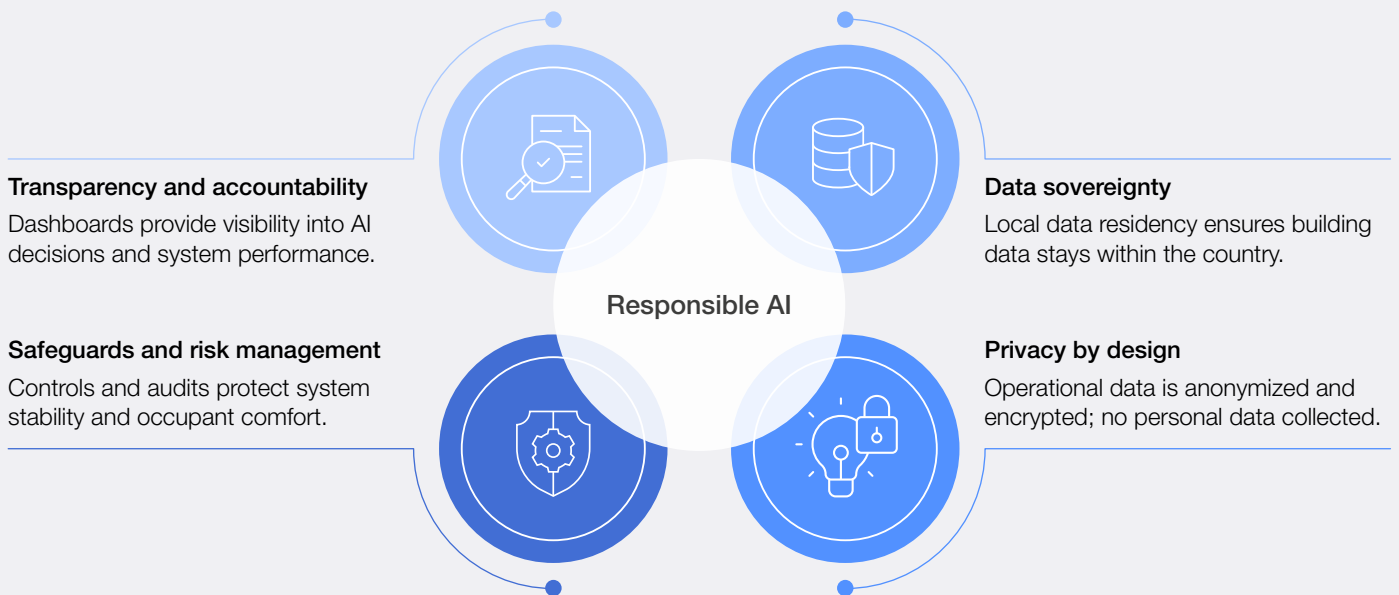 Transparency and accountability
Dashboards provide visibility into AI
decisions and system performance.
Data sovereignty
Local data residency ensures building
data stays within the country.
Responsible AI
Safeguards and risk management
Controls and audits protect system
stability and occupant comfort.
Privacy by design
Operational data is anonymized and
encrypted; no personal data collected.